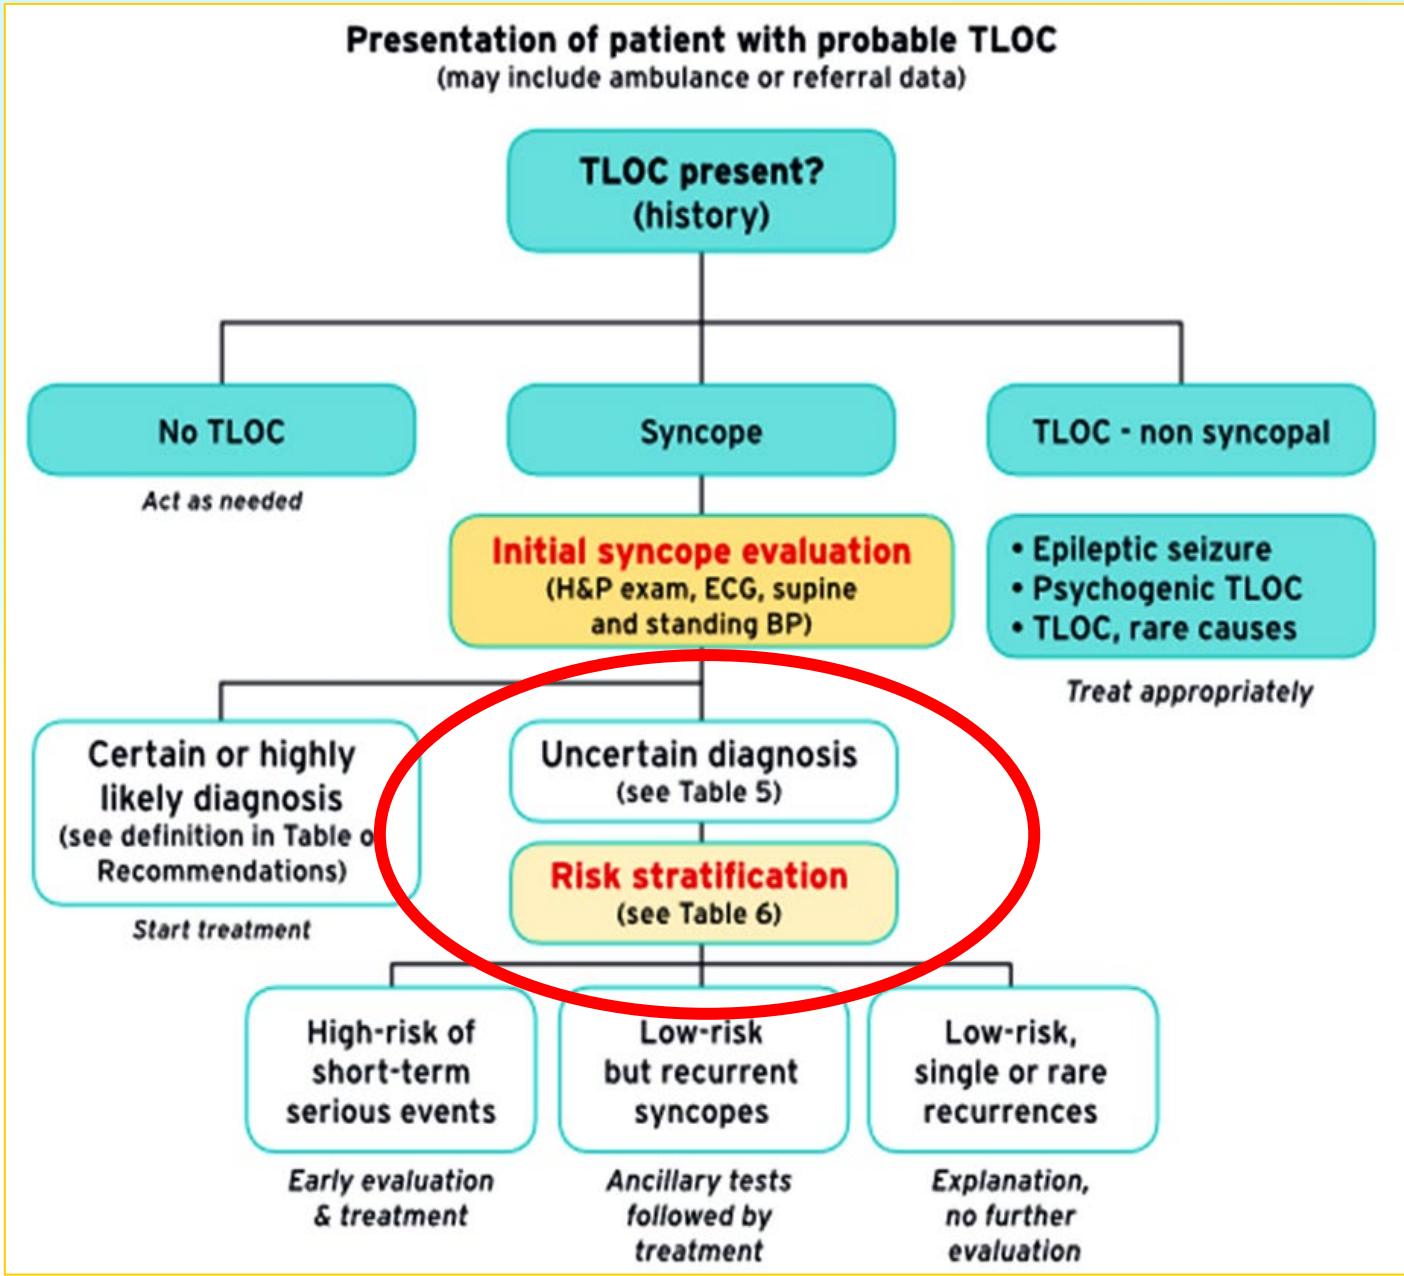 Presentation of patient with probable TLOC
(may include ambulance or referral data)
TLOC present?
(history)
No TLOC
Act as needed
Syncope
TLOC - non syncopal
Initial syncope evaluation
(H&P exam, ECG, supine
and standing BP)
• Epileptic seizure
• Psychogenic TLOC
• TLOC, rare causes
Treat appropriately
Certain or highly
likely diagnosis
(see definition in Table o
Recommendations)
Start treatment
Uncertain diagnosis
(see Table 5)
Risk stratification
(see Table 6)
High-risk of
short-term
serious events
Early evaluation
& treatment
Low-risk
but recurrent
syncopes
Ancillary tests
followed by
treatment
Low-risk,
single or rare
recurrences
Explanation,
no further
evaluation